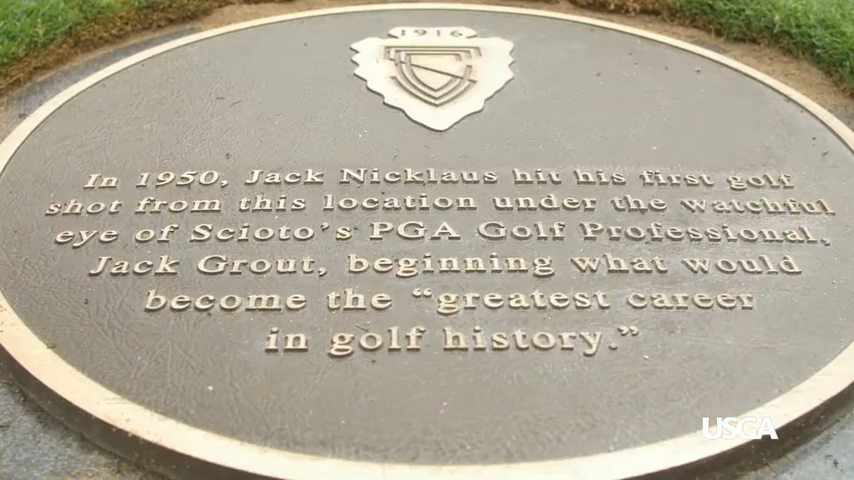 1916
In 1950, Jack Nicklaus hit his first golf
shot from this location under the watchful
eye of Scioto's PGA Golf Professional,
Jack Grout, beginning what would
become the “greatest career
in golf history.”
USGA